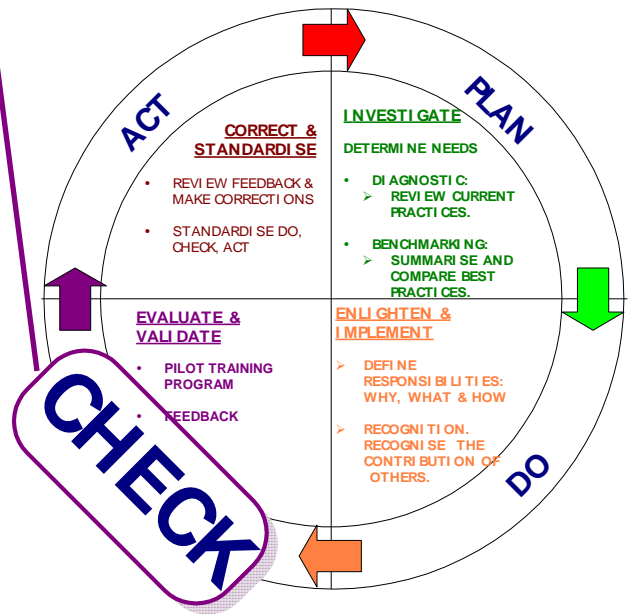 ACT
PLAN
CORRECT &
STANDARDISE
• REVIEW FEEDBACK &
MAKE CORRECTIONS
• STANDARDISE DO,
CHECK, ACT
INVESTIGATE
DETERMINE NEEDS
• DIAGNOSTIC:
➢ REVIEW CURRENT
PRACTICES.
• BENCHMARKING:
➢ SUMMARISE AND
COMPARE BEST
PRACTICES.
EVALUATE &
VALIDATE
• PILOT TRAINING
PROGRAM
• FEEDBACK
ENLIGHTEN &
IMPLEMENT
➢ DEFINE
RESPONSIBILITIES:
WHY, WHAT & HOW
➢ RECOGNITION.
RECOGNISE THE
CONTRIBUTION OF
OTHERS.
CHECK
DO